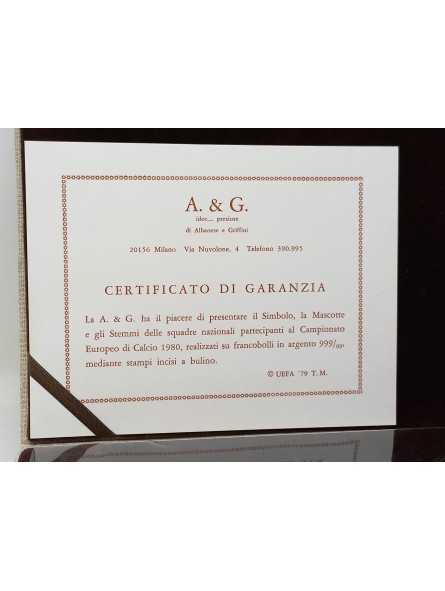 A. & G.
idee... preziose
di Albanese e Griffini
20156 Milano Via Nuvolone, 4 Telefono 390.995
CERTIFICATO DI GARANZIA
La A. & G. ha il piacere di presentare il Simbolo, la Mascotte
e gli Stemmi delle squadre nazionali partecipanti al Campionato
Europeo di Calcio 1980, realizzati su francobolli in argento 999/₀₀,
mediante stampi incisi a bulino.
© UEFA '79 T. M.